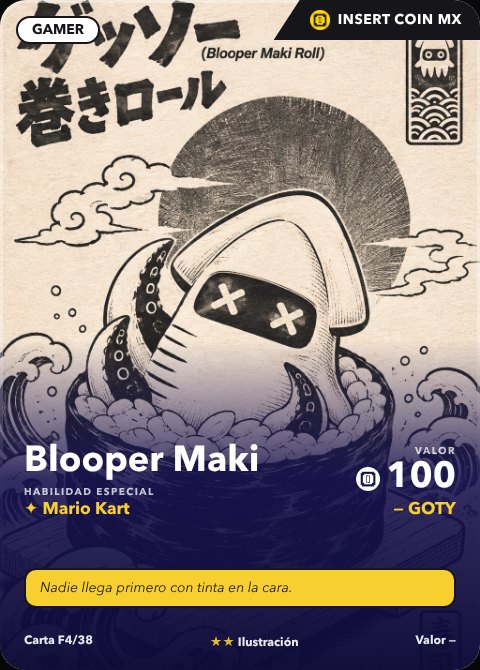 GAMER
INSERT COIN MX
ゲッソー
(Blooper Maki Roll)
巻きロール
Blooper Maki
HABILIDAD ESPECIAL
✦ Mario Kart
VALOR
100
– GOTY
Nadie llega primero con tinta en la cara.
Carta F4/38
★★ Ilustración
Valor –